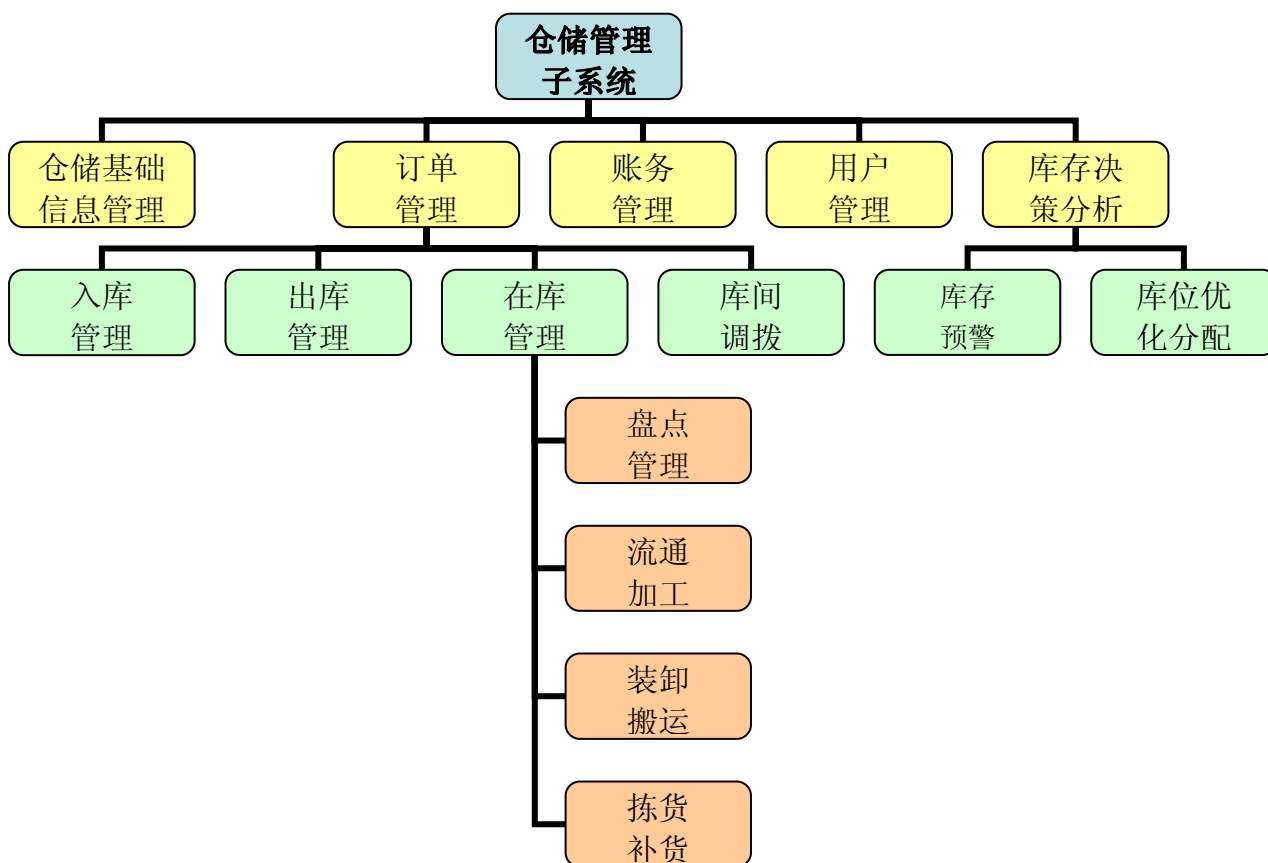 仓储管理
子系统
仓储基础
信息管理
订单
管理
账务
管理
用户
管理
库存决
策分析
入库
管理
出库
管理
在库
管理
库间
调拨
库存
预警
库位优
化分配
盘点
管理
流通
加工
装卸
搬运
拣货
补货